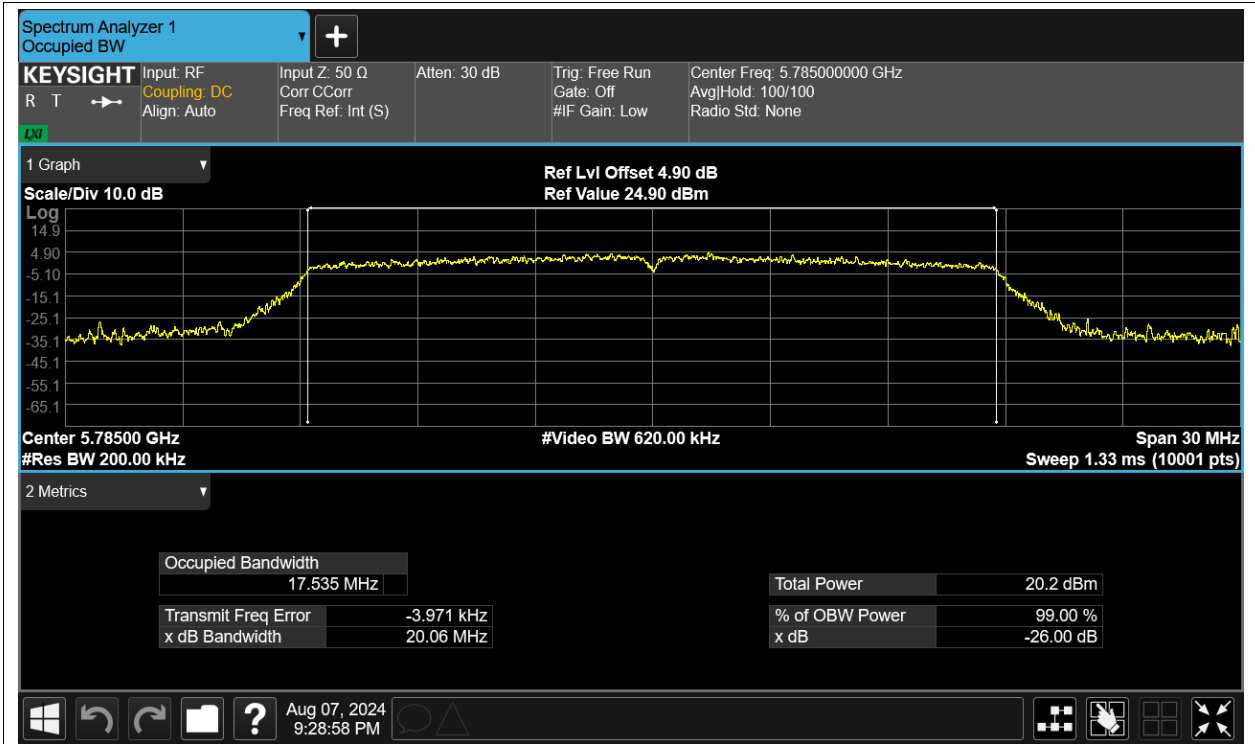 Spectrum Analyzer 1
Occupied BW
KEYSIGHT
R T
LXI
Input: RF
Coupling: DC
Align: Auto
Input Z: 50 Ω
Corr CCorr
Freq Ref: Int (S)
Atten: 30 dB
Trig: Free Run
Gate: Off
#IF Gain: Low
Center Freq: 5.785000000 GHz
Avg|Hold: 100/100
Radio Std: None
1 Graph
Scale/Div 10.0 dB
Ref Lvl Offset 4.90 dB
Ref Value 24.90 dBm
Log
14.9
4.90
-5.10
-15.1
-25.1
-35.1
-45.1
-55.1
-65.1
Center 5.78500 GHz
#Res BW 200.00 kHz
#Video BW 620.00 kHz
Span 30 MHz
Sweep 1.33 ms (10001 pts)
2 Metrics
Occupied Bandwidth
17.535 MHz
Transmit Freq Error -3.971 kHz
x dB Bandwidth 20.06 MHz
Total Power 20.2 dBm
% of OBW Power 99.00 %
x dB -26.00 dB
?
Aug 07, 2024
9:28:58 PM